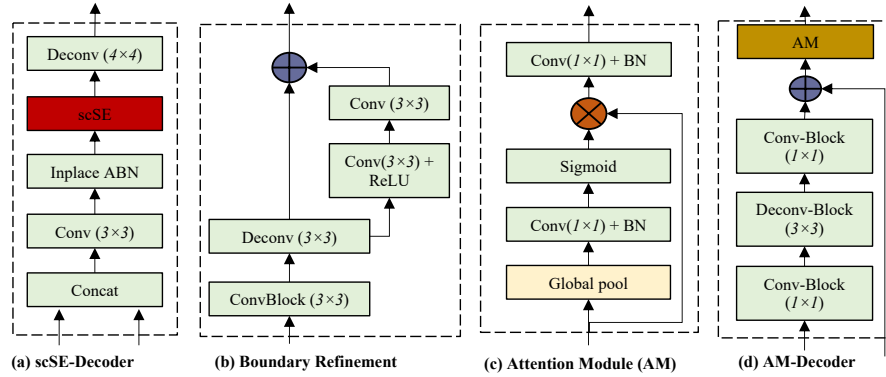 Deconv (4×4)
scSE
Inplace ABN
Conv (3×3)
Concat
(a) scSE-Decoder
Conv (3×3)
Conv(3×3) +
ReLU
Deconv (3×3)
ConvBlock (3×3)
(b) Boundary Refinement
Conv(1×1) + BN
Sigmoid
Conv(1×1) + BN
Global pool
(c) Attention Module (AM)
AM
Conv-Block
(1×1)
Deconv-Block
(3×3)
Conv-Block
(1×1)
(d) AM-Decoder